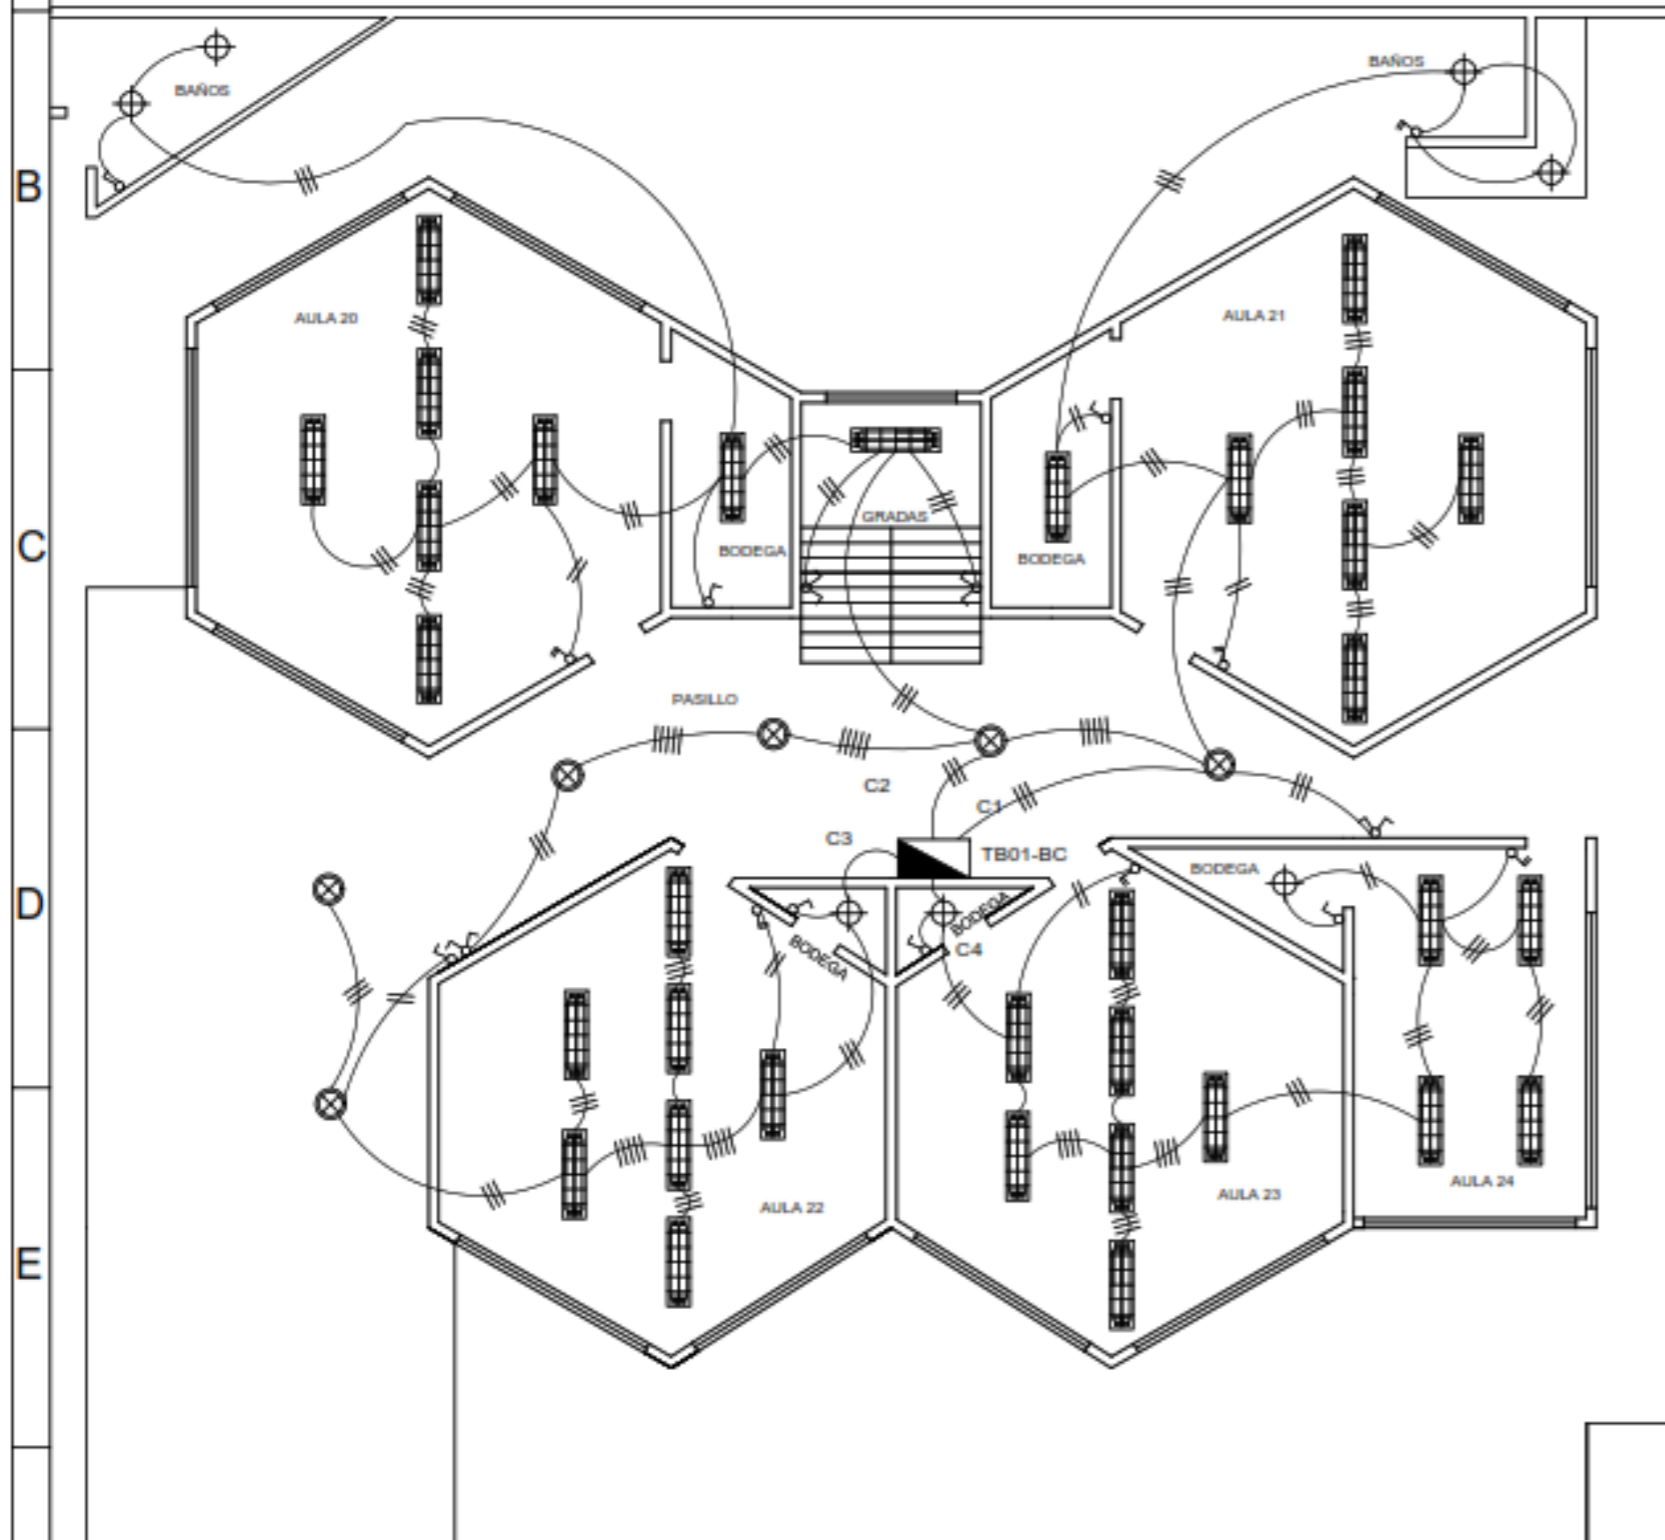 BAÑOS
BAÑOS
B
AULA 20
AULA 21
GRADAS
C
BODEGA
BODEGA
PASILLO
C2
C1
C3
TB01-BC
BODEGA
D
BODEGA
BODEGA
C4
AULA 24
AULA 23
AULA 22
E